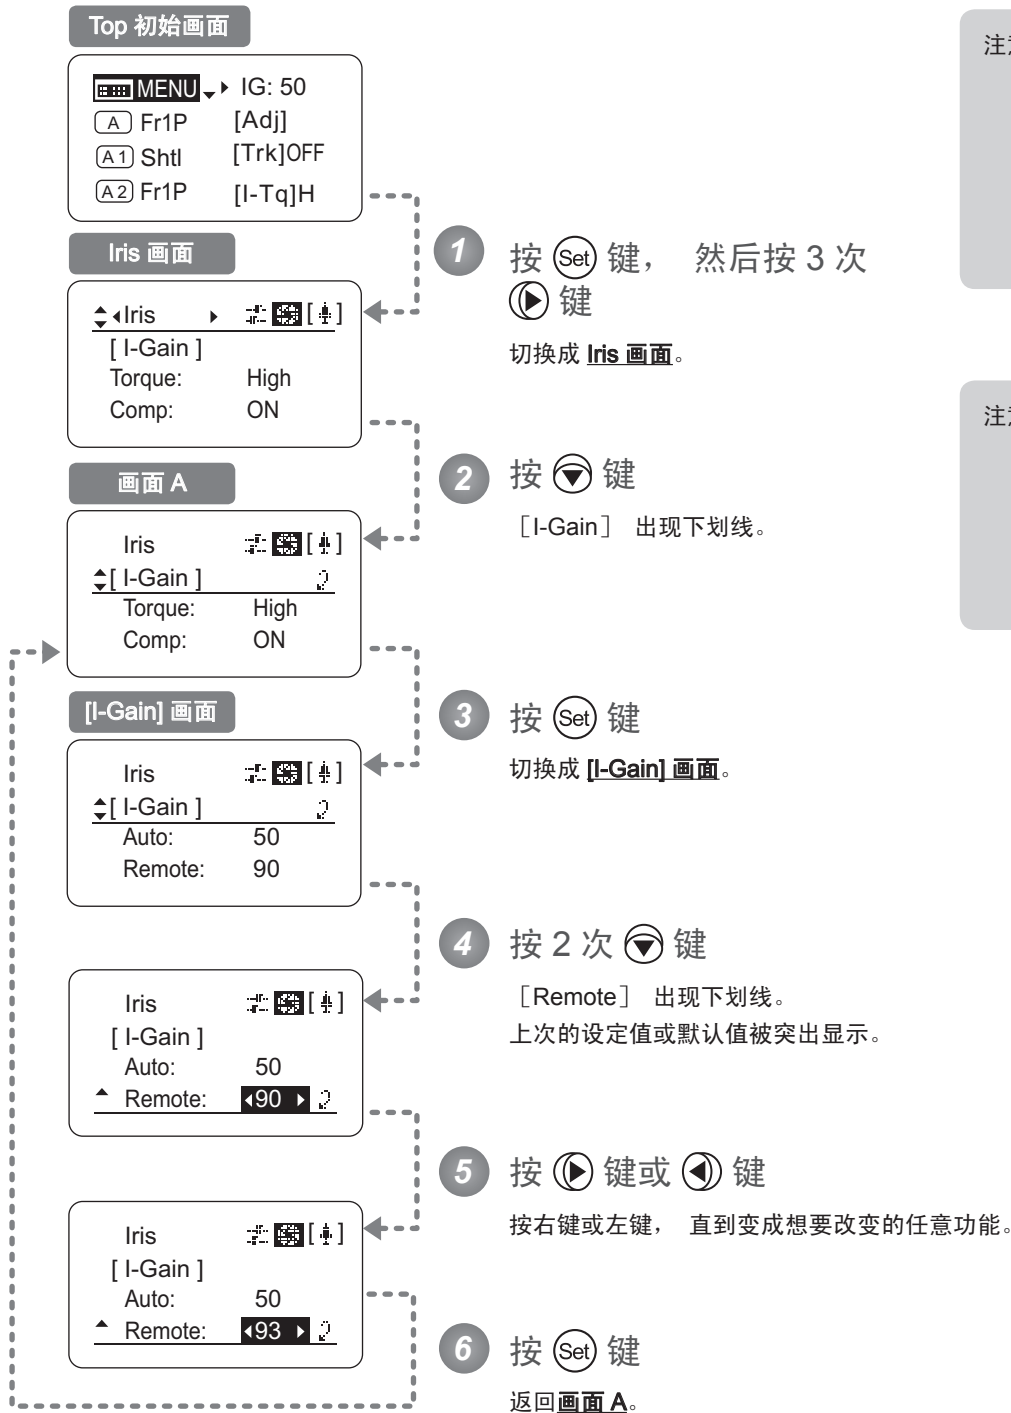 Top 初始画面
MENU IG: 50
A Fr1P [Adj]
A1 Shtl [Trk]OFF
A2 Fr1P [I-Tq]H
Iris 画面
Iris [ ]
[ I-Gain ]
Torque: High
Comp: ON
1 按 Set 键， 然后按 3 次
键
切换成 Iris 画面。
画面 A
Iris [ ]
[ I-Gain ]
Torque: High
Comp: ON
2 按 键
［I-Gain］ 出现下划线。
[I-Gain] 画面
Iris [ ]
[ I-Gain ]
Auto: 50
Remote: 90
3 按 Set 键
切换成 [I-Gain] 画面。
Iris [ ]
[ I-Gain ]
Auto: 50
Remote: 90
4 按 2 次 键
［Remote］ 出现下划线。
上次的设定值或默认值被突出显示。
Iris [ ]
[ I-Gain ]
Auto: 50
Remote: 93
5 按 键或 键
按右键或左键， 直到变成想要改变的任意功能。
6 按 Set 键
返回画面 A。
注
注